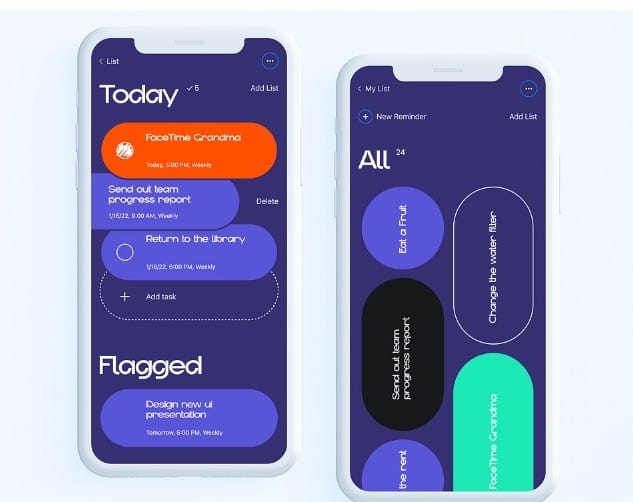 List
Today
5
Add List
FaceTime Grandma
Today, 5:00 PM, Weekly
Send out team
progress report
1/15/22, 9:00 AM, Weekly
Delete
Return to the library
1/15/22, 6:00 PM, Weekly
Add task
Flagged
Design new ui
presentation
Tomorrow, 5:00 PM, Weekly
My List
New Reminder
Add List
All
24
Eat a Fruit
Change the water filler
Send out team
progress report
FaceTime Grandma
the rent